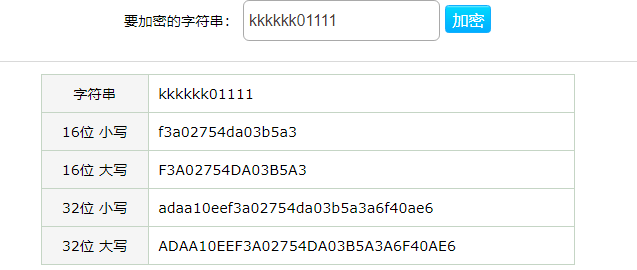 要加密的字符串： kkkkkk01111 加密
字符串 kkkkkk01111
16位 小写 f3a02754da03b5a3
16位 大写 F3A02754DA03B5A3
32位 小写 adaa10eef3a02754da03b5a3a6f40ae6
32位 大写 ADAA10EEF3A02754DA03B5A3A6F40AE6